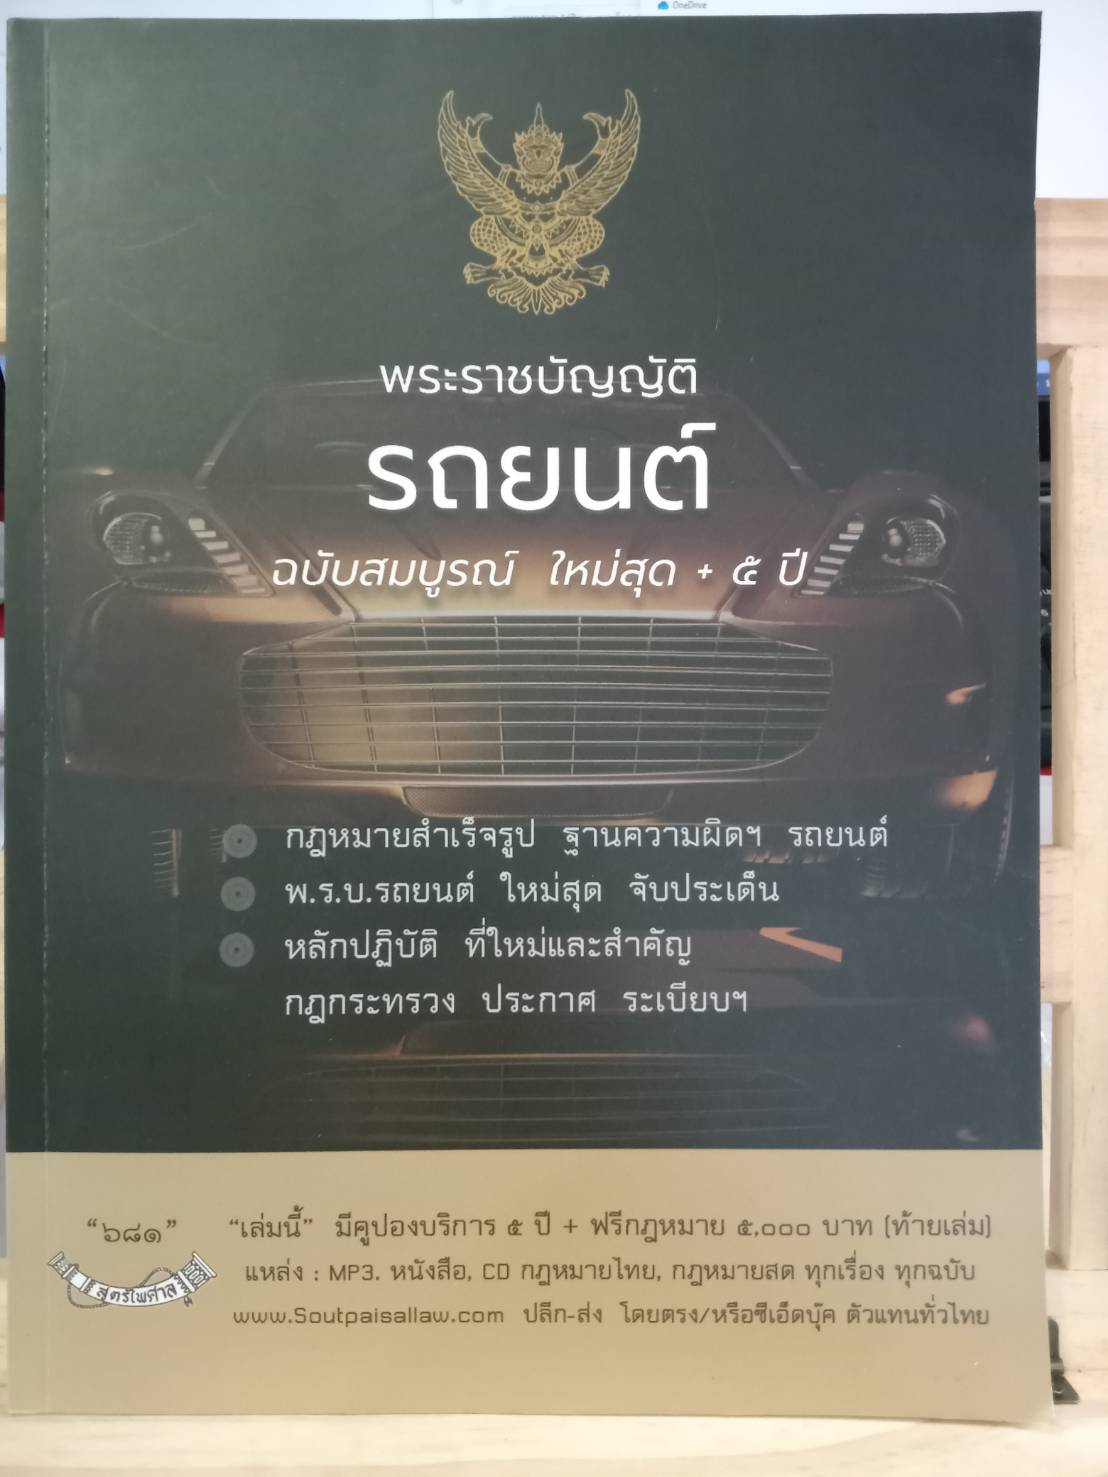 OneDrive
พระราชบัญญัติ
รถยนต์
ฉบับสมบูรณ์ ใหม่สุด + ๕ ปี
กฎหมายสำเร็จรูป ฐานความผิดฯ รถยนต์
พ.ร.บ.รถยนต์ ใหม่สุด จับประเด็น
หลักปฏิบัติ ที่ใหม่และสำคัญ
กฎกระทรวง ประกาศ ระเบียบฯ
"๖๘๑"
สูตรไพศาล
"เล่มนี้" มีคูปองบริการ ๕ ปี + ฟรีกฎหมาย ๕,๐๐๐ บาท (ท้ายเล่ม)
แหล่ง : MP3. หนังสือ, CD กฎหมายไทย, กฎหมายสด ทุกเรื่อง ทุกฉบับ
www.Soutpaisallaw.com ปลีก-ส่ง โดยตรง/หรือซีเอ็ดบุ๊ค ตัวแทนทั่วไทย